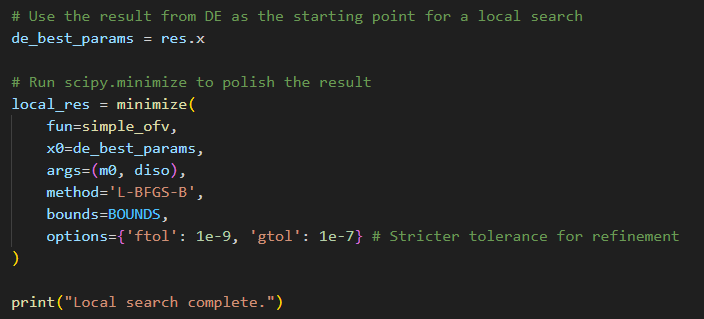 # Use the result from DE as the starting point for a local search
de_best_params = res.x

# Run scipy.minimize to polish the result
local_res = minimize(
    fun=simple_ofv,
    x0=de_best_params,
    args=(m0, diso),
    method='L-BFGS-B',
    bounds=BOUNDS,
    options={'ftol': 1e-9, 'gtol': 1e-7} # Stricter tolerance for refinement
)

print("Local search complete.")